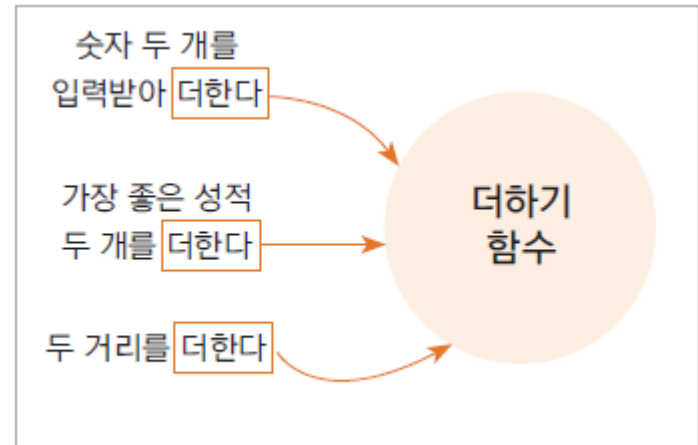 숫자 두 개를
입력받아 더한다
가장 좋은 성적
두 개를 더한다
두 거리를 더한다
더하기
함수